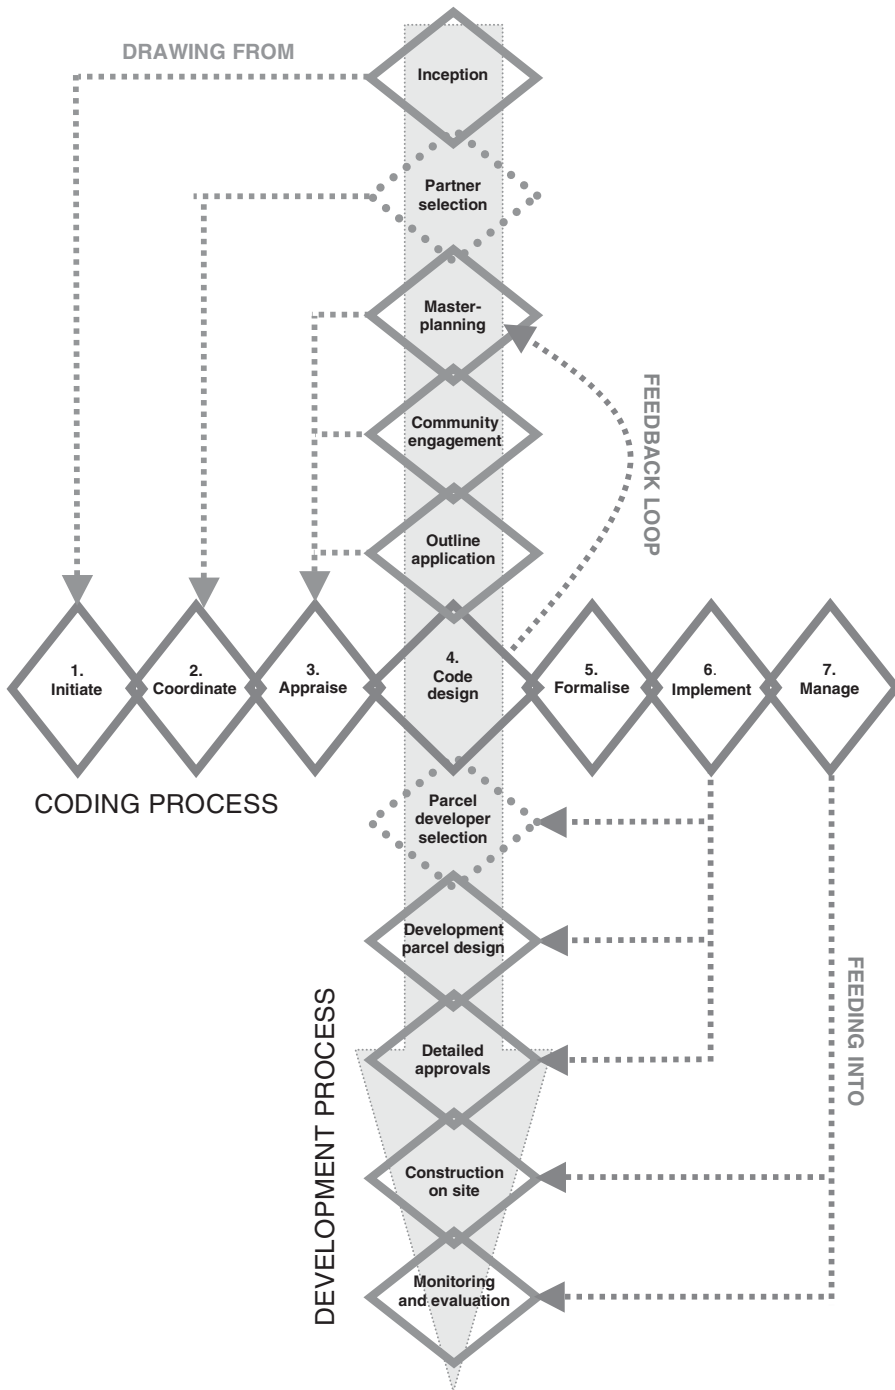 DRAWING FROM
Inception
Partner
selection
Master-
planning
Community
engagement
FEEDBACK LOOP
Outline
application
1.
Initiate
2.
Coordinate
3.
Appraise
4.
Code
design
5.
Formalise
6.
Implement
7.
Manage
CODING PROCESS
Parcel
developer
selection
Development
parcel design
FEEDING INTO
DEVELOPMENT PROCESS
Detailed
approvals
Construction
on site
Monitoring
and evaluation